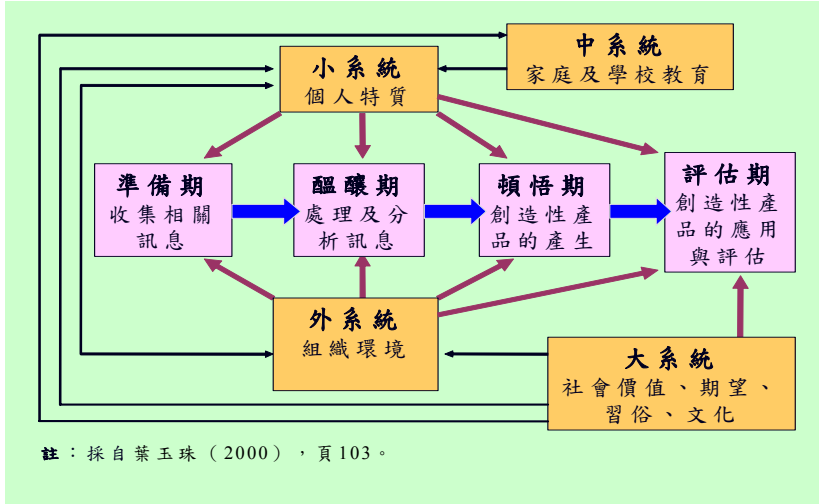 中系統
家庭及學校教育
小系統
個人特質
準備期
收集相關
訊息
醞釀期
處理及分
析訊息
頓悟期
創造性產
品的產生
評估期
創造性產
品的應用
與評估
外系統
組織環境
大系統
社會價值、期望、
習俗、文化
註：採自葉玉珠（2000），頁103。